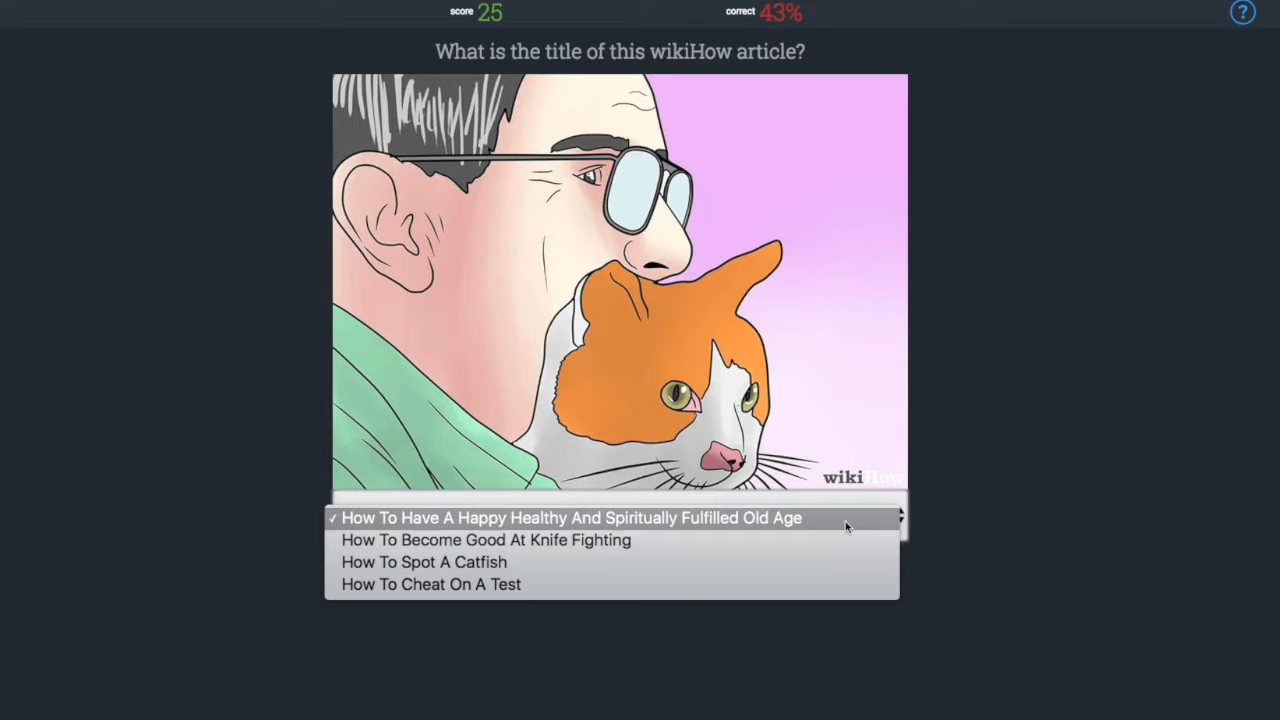 score 25
correct 43%
?
What is the title of this wikiHow article?
wikiHow
✓ How To Have A Happy Healthy And Spiritually Fulfilled Old Age
How To Become Good At Knife Fighting
How To Spot A Catfish
How To Cheat On A Test